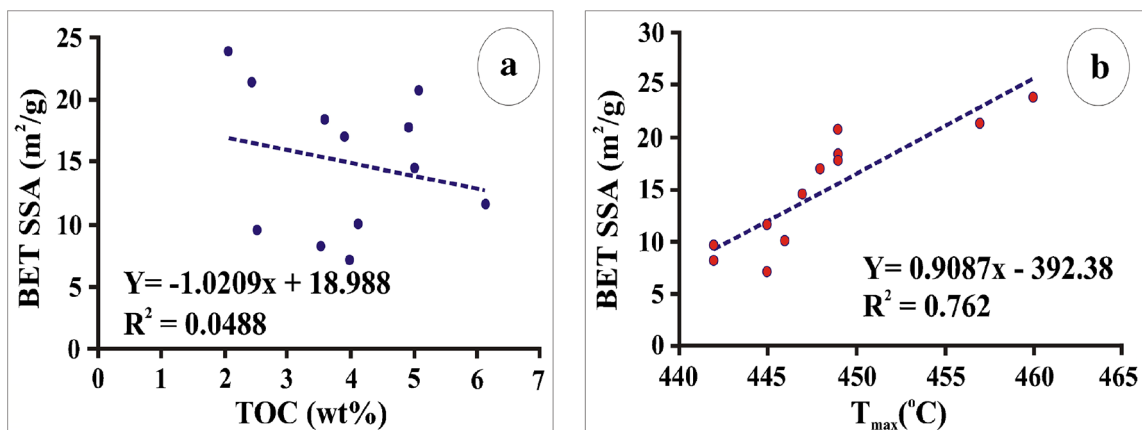 a
BET SSA (m²/g)
25
20
15
10
5
0
Y= -1.0209x + 18.988
R² = 0.0488
0 1 2 3 4 5 6 7
TOC (wt%)
b
BET SSA (m²/g)
30
25
20
15
10
5
0
Y= 0.9087x - 392.38
R² = 0.762
440 445 450 455 460 465
Tmax(°C)